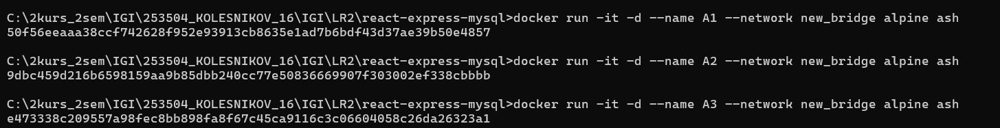 C:\2kurs_2sem\IGI\253504_KOLESNIKOV_16\IGI\LR2\react-express-mysql>docker run -it -d --name A1 --network new_bridge alpine ash
50f56eeaaa38ccf742628f952e93913cb8635e1ad7b6bdf43d37ae39b50e4857
C:\2kurs_2sem\IGI\253504_KOLESNIKOV_16\IGI\LR2\react-express-mysql>docker run -it -d --name A2 --network new_bridge alpine ash
9dbc459d216b6598159aa9b85dbb240cc77e50836669907f303002ef338cbbbb
C:\2kurs_2sem\IGI\253504_KOLESNIKOV_16\IGI\LR2\react-express-mysql>docker run -it -d --name A3 --network new_bridge alpine ash
e473338c209557a98fec8bb898fa8f67c45ca9116c3c06604058c26da26323a1